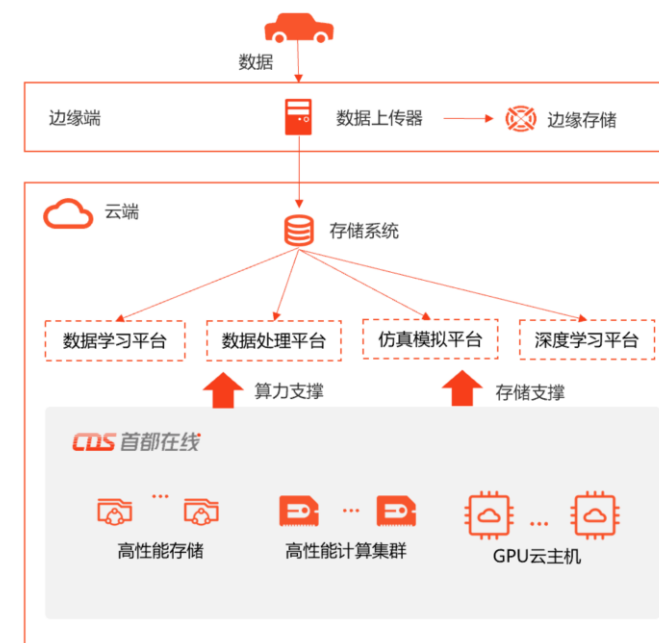 数据
边缘端
数据上传器
边缘存储
云端
存储系统
数据学习平台
数据处理平台
仿真模拟平台
深度学习平台
算力支撑
存储支撑
CDS 首都在线
...
...
...
高性能存储
高性能计算集群
GPU云主机